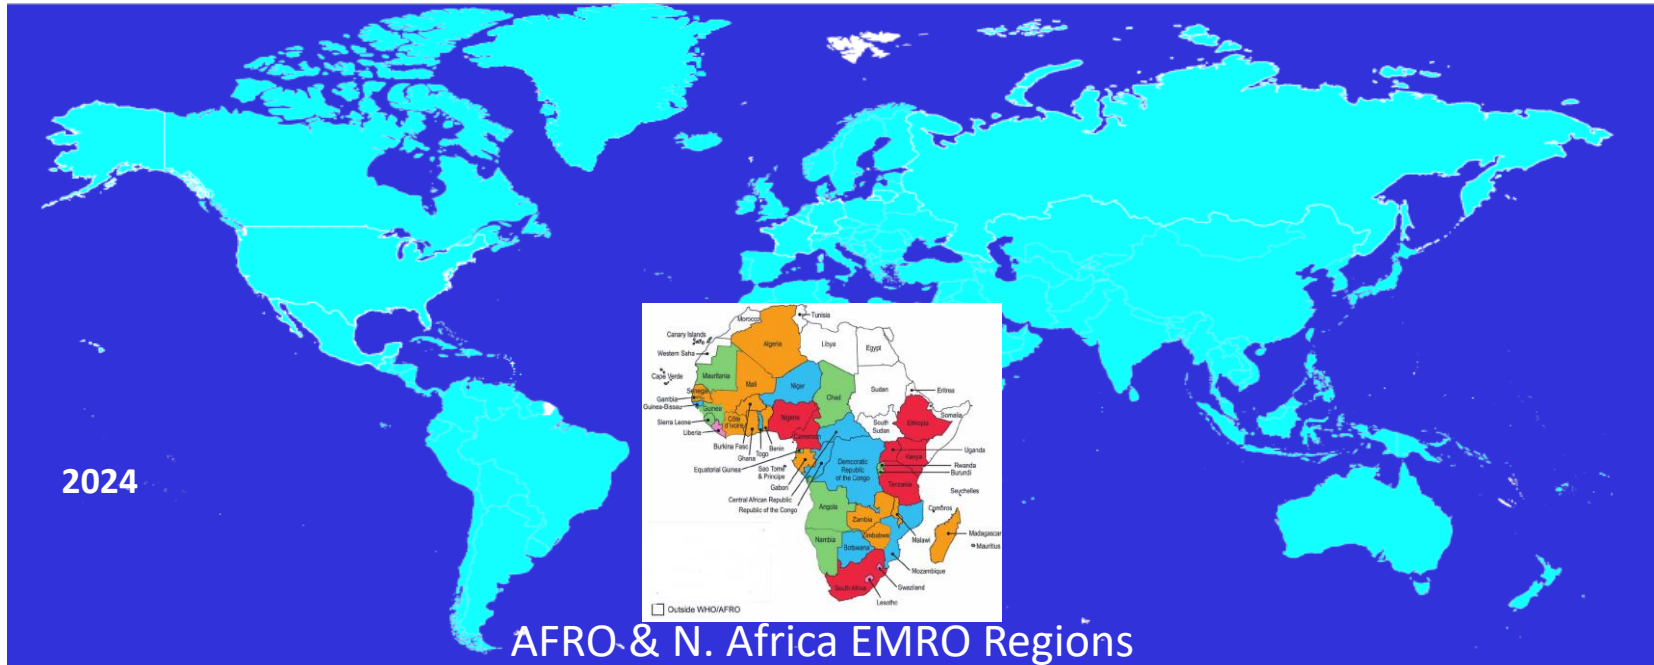 Morocco
Tunisia
Canary Islands
Algeria
Libya
Egypt
Western Saha
Mauritania
Cape Verde
Mali
Niger
Sudan
Eritrea
Senegal
Chad
Gambia
Guinea-Bissau
Guinea
Nigeria
Somalia
Côte
d'Ivoire
Sierra Leone
South
Sudan
Ethiopia
Liberia
Cameroon
Burkina Faso
Benin
Uganda
Ghana
Togo
Kenya
Equatorial Guinea
Democratic
Republic
of the Congo
Rwanda
Burundi
Sao Tome
& Principe
Gabon
Tanzania
Seychelles
Central African Republic
Republic of the Congo
Angola
Comoros
Zambia
Malawi
Madagascar
Mauritius
Zimbabwe
Nambia
Botswana
Mozambique
South Africa
Swaziland
Lesotho
Outside WHO/AFRO
2024
AFRO & N. Africa EMRO Regions